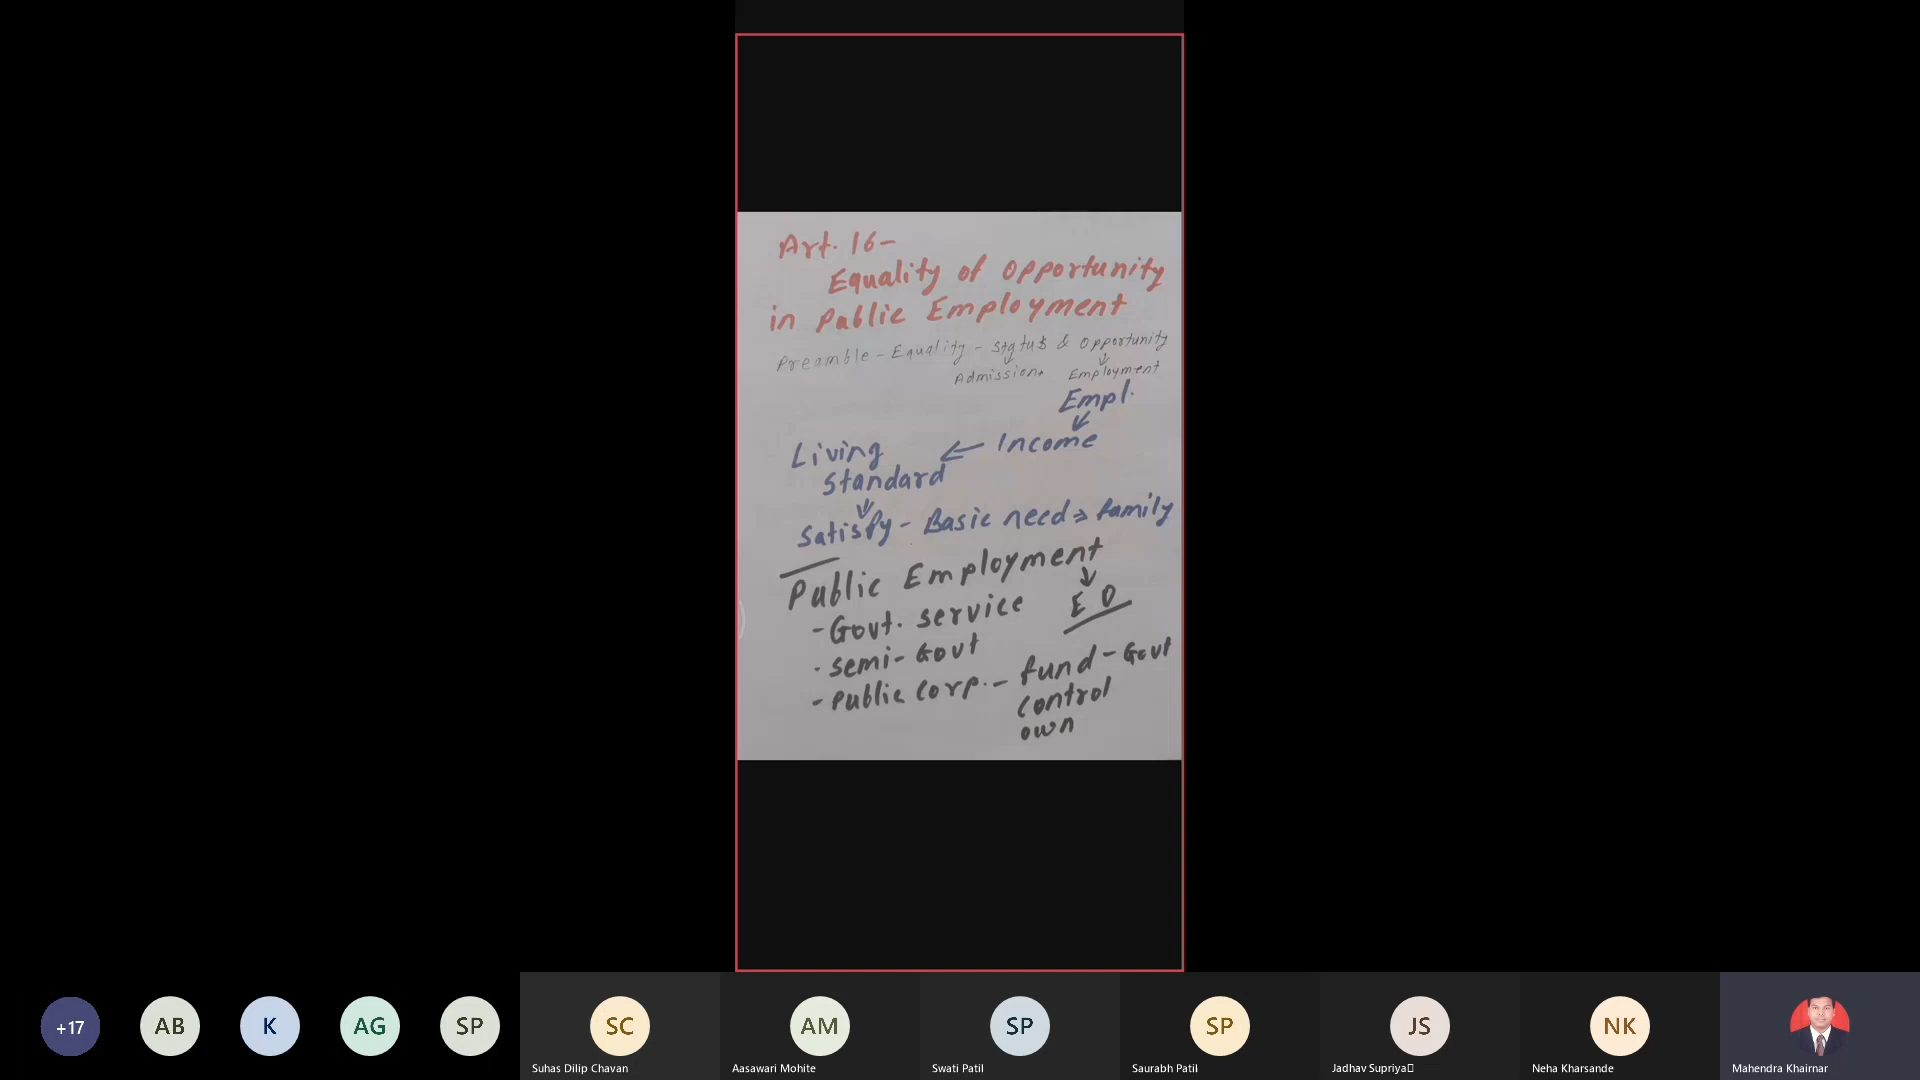 Art. 16-
Equality of opportunity
in Public Employment
Preamble - Equality - Status & Opportunity
Admission. Employment
Empl.
Living ← Income
Standard
Satisfy - Basic need → family
Public Employment
EO
- Govt. service
- semi-Govt
- Public Corp. - fund - Govt
control
own
+17
AB
K
AG
SP
SC
AM
SP
SP
JS
NK
Suhas Dilip Chavan
Aasawari Mohite
Swati Patil
Saurabh Patil
Jadhav Supriya
Neha Kharsande
Mahendra Khairnar